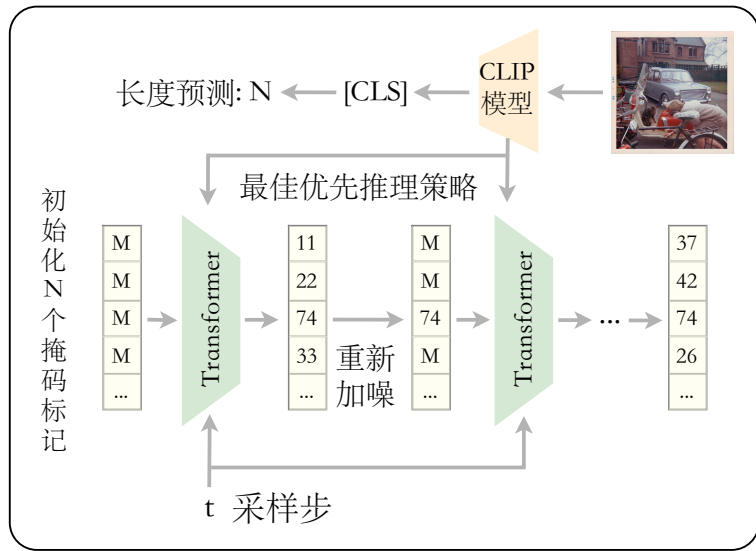 长度预测: N
[CLS]
CLIP
模型
最佳优先推理策略
初始化N个掩码标记
M
M
M
M
...
Transformer
11
22
74
33
...
重新
加噪
M
M
74
M
...
Transformer
...
37
42
74
26
...
t 采样步